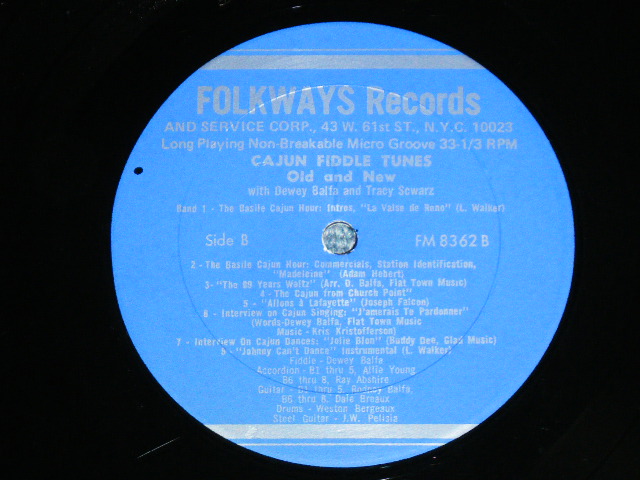 FOLKWAYS Records
AND SERVICE CORP., 43 W. 61st ST., N.Y.C. 10023
Long Playing Non-Breakable Micro Groove 33-1/3 RPM
CAJUN FIDDLE TUNES
Old and New
with Dewey Balfa and Tracy Scwarz
Band 1 - The Basile Cajun Hour: Intros, "La Valse de Reno" (L. Walker)
Side B FM 8362 B
2 - The Basile Cajun Hour: Commercials, Station Identification,
"Madeleine" (Adam Hebert)
3- "The 99 Years Waltz" (Arr. D. Balfa, Flat Town Music)
4 - The Cajun from Church Point"
5 - "Allons à Lafayette" (Joseph Falcon)
6 - Interview on Cajun Singing: "J'amerais To Pardonner"
(Words-Dewey Balfa, Flat Town Music
Music - Kris Kristofferson)
7 - Interview On Cajun Dances: "Jolie Blon" (Buddy Dee, Glad Music)
8- "Johnny Can't Dance" Instrumental (L. Walker)
Fiddle - Dewey Balfa
Accordion - B1 thru 5, Allie Young
B6 thru 8, Ray Abshire
Guitar - B1 thru 5, Rodney Balfa,
B6 thru 8, Dale Breaux
Drums - Weston Bergeaux
Steel Guitar - J.W. Pelizia